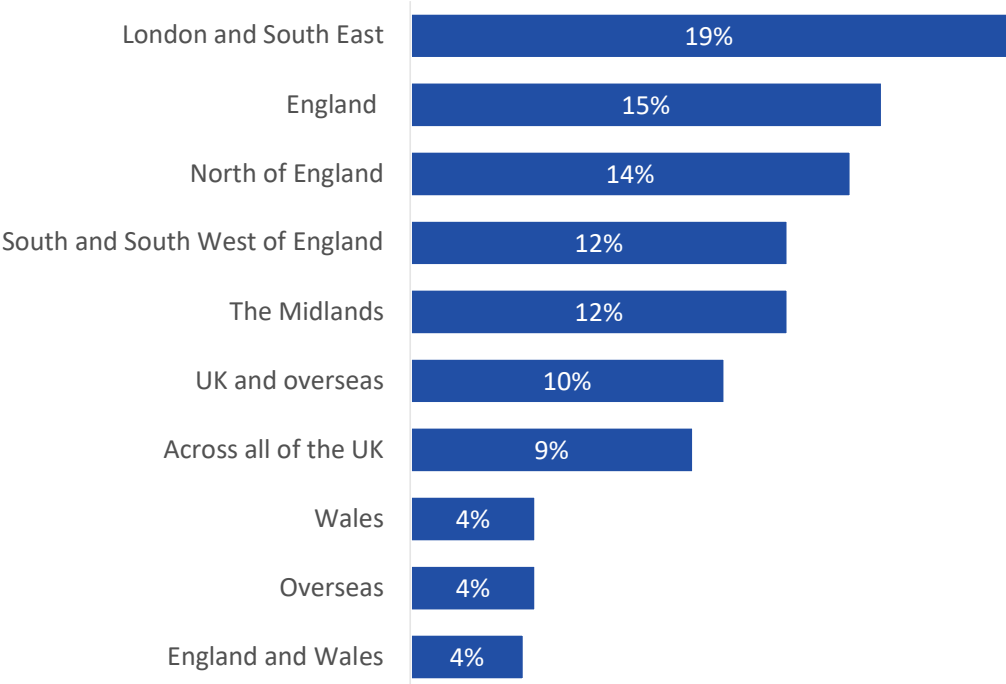 London and South East 19%
England 15%
North of England 14%
South and South West of England 12%
The Midlands 12%
UK and overseas 10%
Across all of the UK 9%
Wales 4%
Overseas 4%
England and Wales 4%